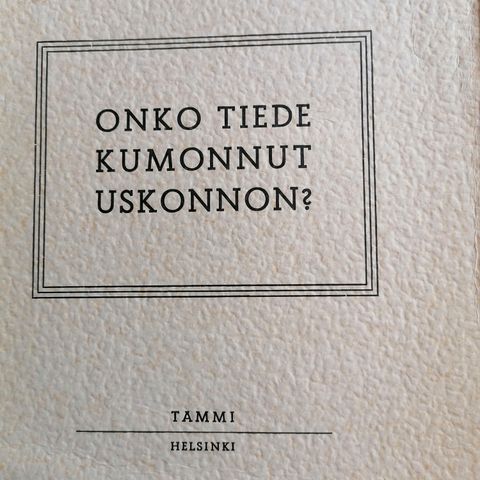 ONKO TIEDE
KUMONNUT
USKONNON?
TAMMI
HELSINKI